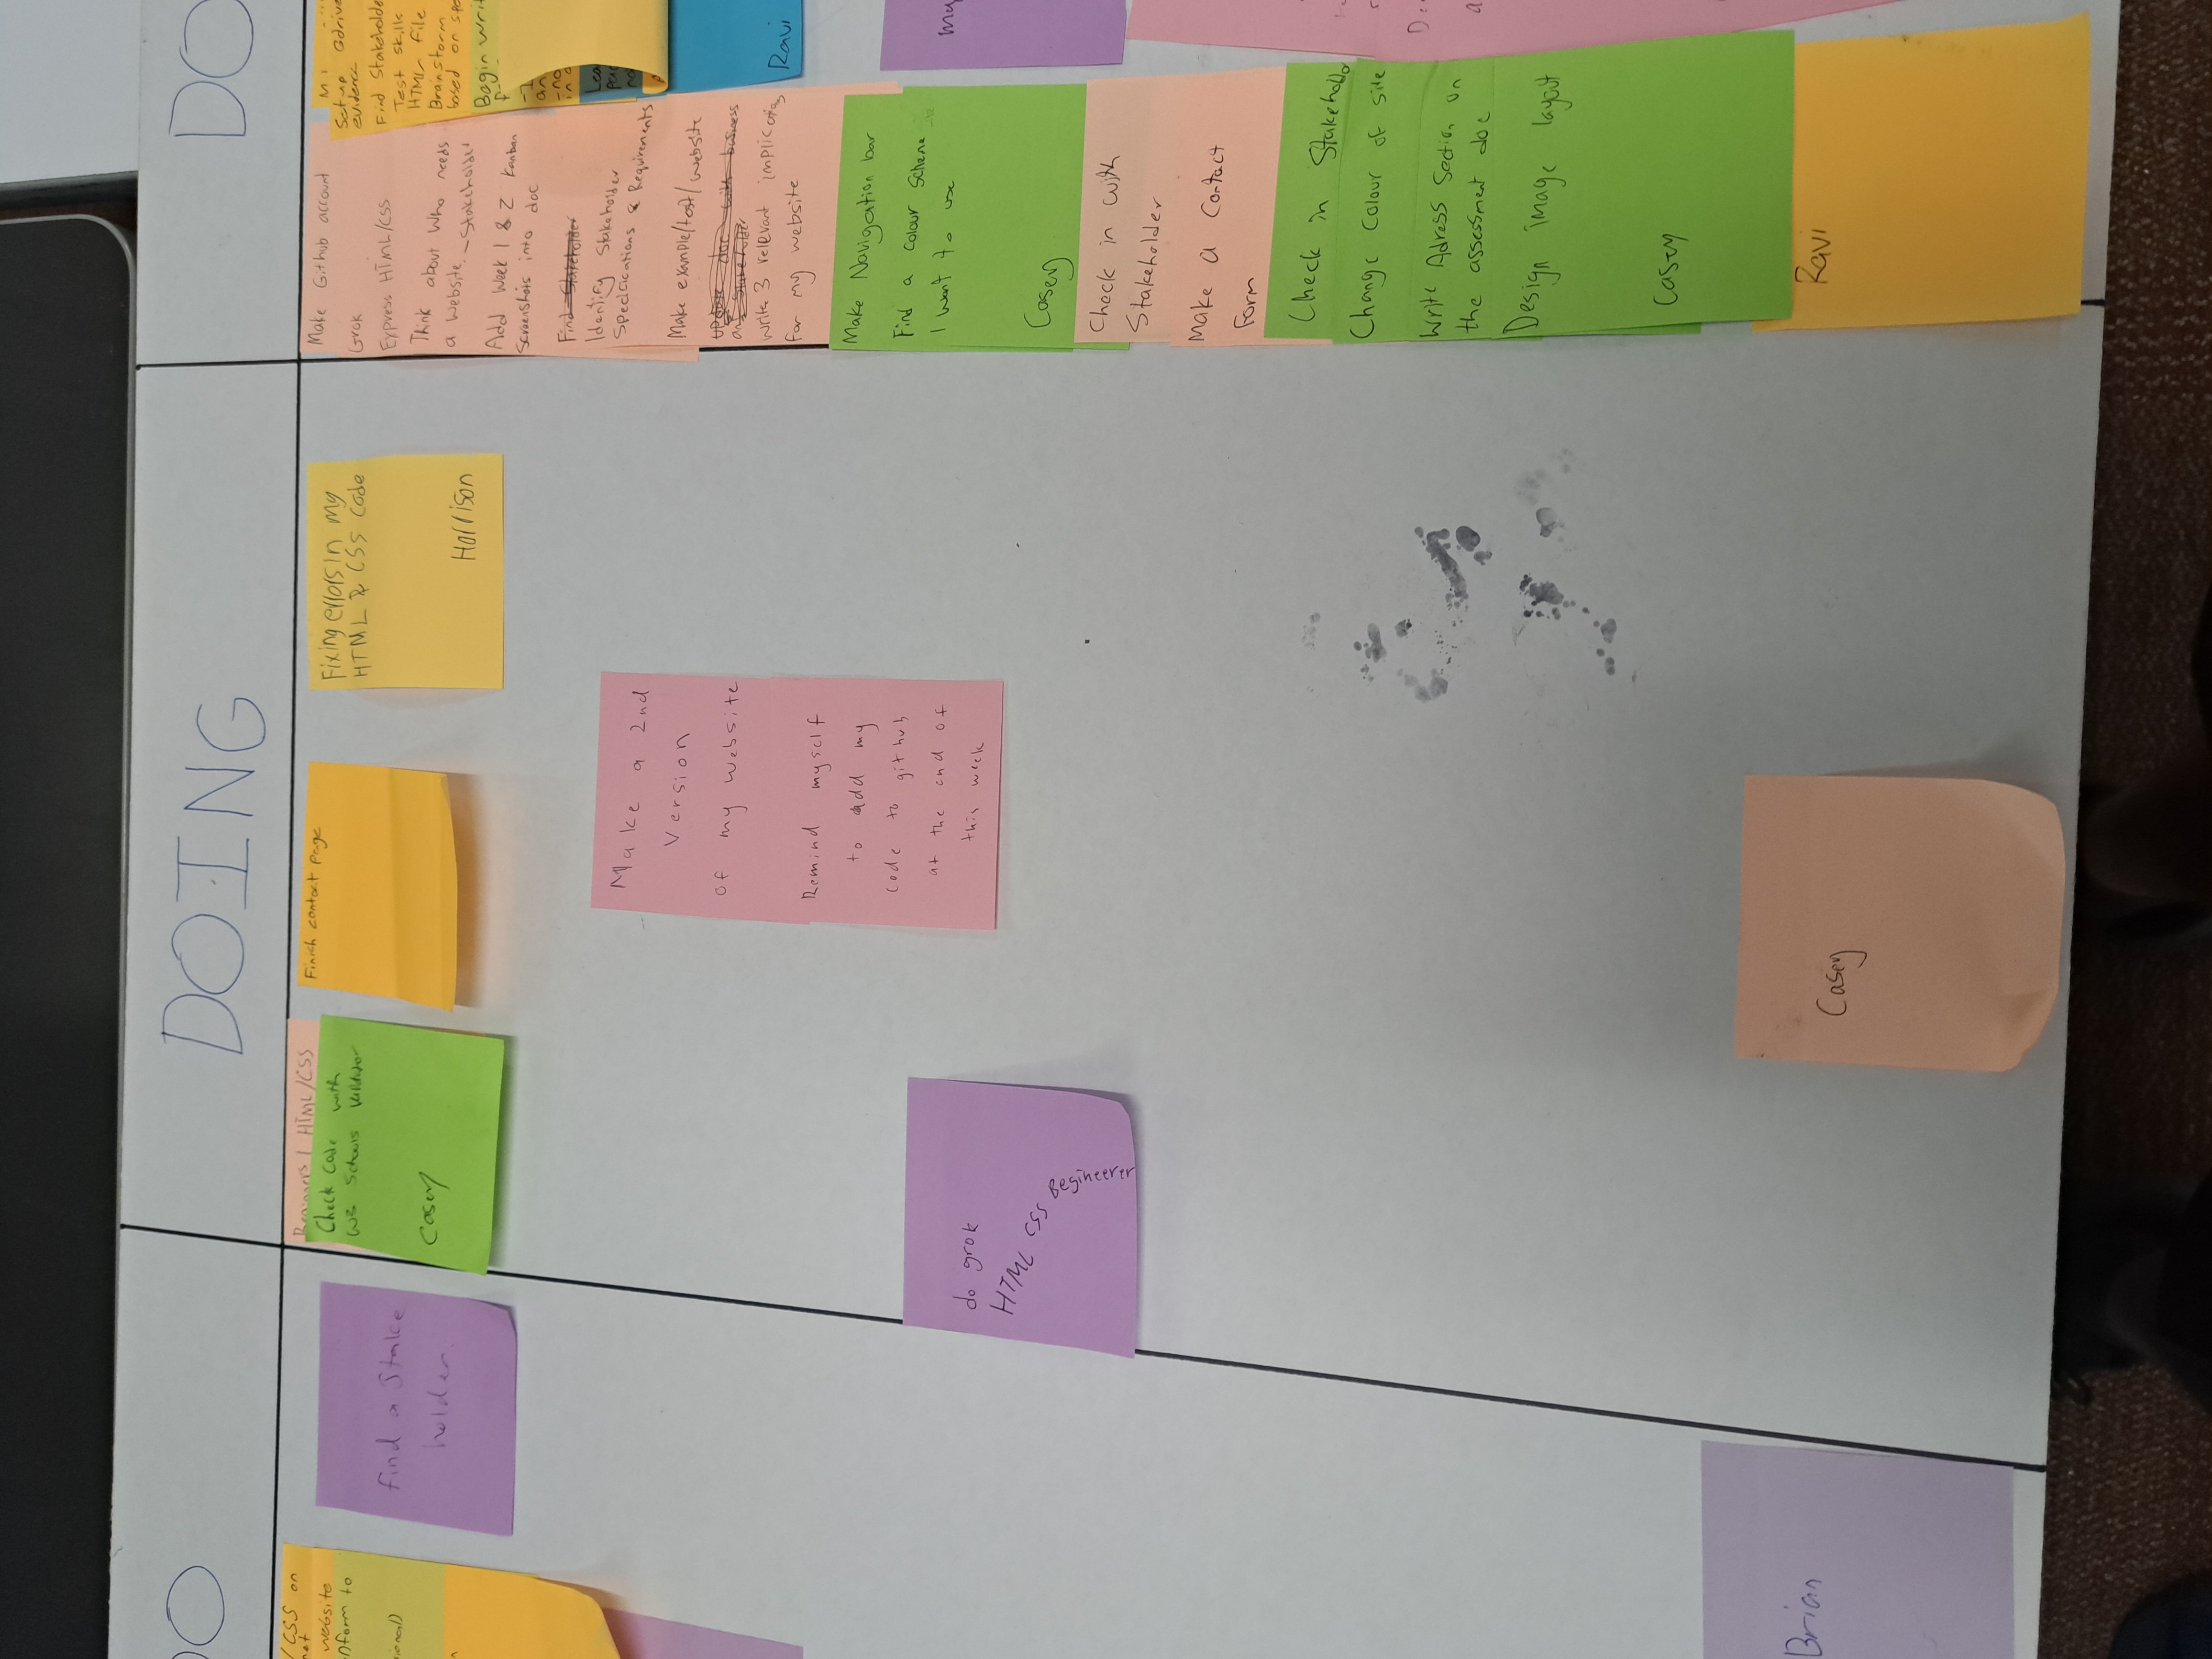 DO
DOING
DO
/CSS on
net
website
onform to
ional)
find a Stake
holder.
Brian
Beginners 1 HTML/CSS
Check Code with
W3 Schools Validator
Casey
Finish contact page
Fixing errors in my
HTML & CSS Code
Harrison
Make a 2nd
Version
of my website
Remind myself
to add my
code to github
at the end of
this week
do grok
HTML CSS Begineerer
Casey
Make Github account
Grok
Express HTML/CSS
Think about who needs
a website. - Stakeholder
Add Week 1 & 2 Kanban
Screenshots into doc
Find Stakeholder
Identify Stakeholder
Specicications & Requirements
Make example/test/website
update doc with business
and Stakeholder
write 3 relevant implications
for my website
Make Navigation bar
Find a colour scheme
I want to use
Casey
Check in with
Stakeholder
Make a Contact
Form
Check in Stakeholder
Change Colour of site
Write Adress Section on
the assessment doc
Design image layout
Casey
Ravi
Set up Gdrive
evidence
Find Stakeholde
Test skills
HTML file
Brainstorm
based on spe
Begin writ
Lea
Ravi
my